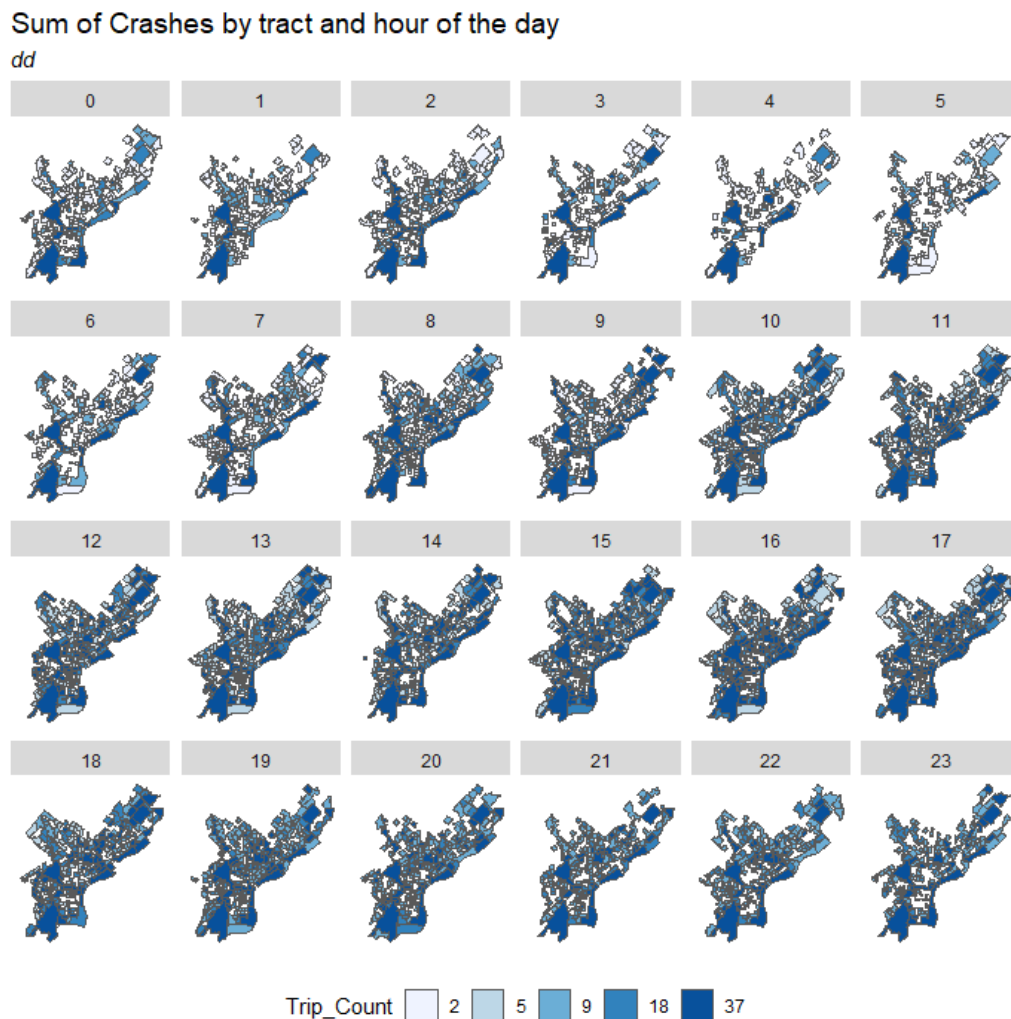 Sum of Crashes by tract and hour of the day
dd
0 1 2 3 4 5
6 7 8 9 10 11
12 13 14 15 16 17
18 19 20 21 22 23
Trip_Count 2 5 9 18 37